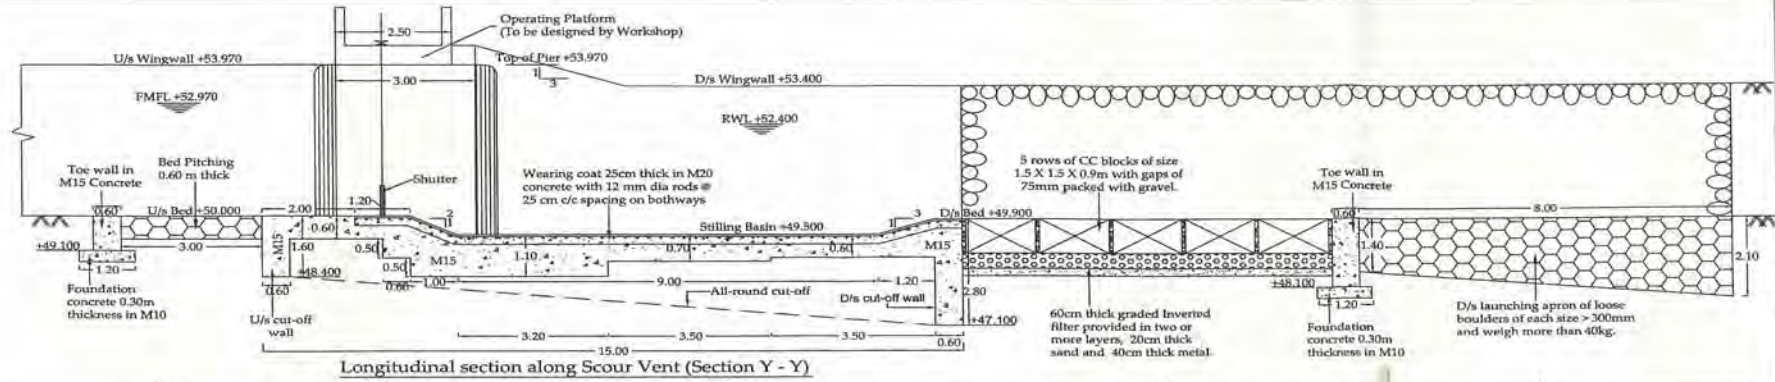 Operating Platform
(To be designed by Workshop)
2.50
U/s Wingwall +53.970
Top of Pier +53.970
1
3
3.00
D/s Wingwall +53.400
FMFL +52.970
RWL +52.400
Toe wall in
M15 Concrete
Bed Pitching
0.60 m thick
Shutter
Wearing coat 25cm thick in M20
concrete with 12 mm dia rods @
25 cm c/c spacing on bothways
5 rows of CC blocks of size
1.5 X 1.5 X 0.9m with gaps of
75mm packed with gravel.
Toe wall in
M15 Concrete
0.60
U/s Bed +50.000
2.00
1.20
2
1
3
1
D/s Bed +49.900
0.60
8.00
0.60
Stilling Basin +49.500
+49.100
3.00
M15
1.60
0.50
M15
1.10
0.70
0.60
M15
1.40
2.10
1.20
+48.400
0.50
0.60
0.60
1.00
9.00
1.20
+48.100
1.20
Foundation
concrete 0.30m
thickness in M10
U/s cut-off
wall
All-round cut-off
D/s cut-off wall
2.80
+47.100
60cm thick graded Inverted
filter provided in two or
more layers, 20cm thick
sand and 40cm thick metal.
Foundation
concrete 0.30m
thickness in M10
D/s launching apron of loose
boulders of each size >300mm
and weigh more than 40kg.
3.20
3.50
3.50
0.60
15.00
Longitudinal section along Scour Vent (Section Y - Y)